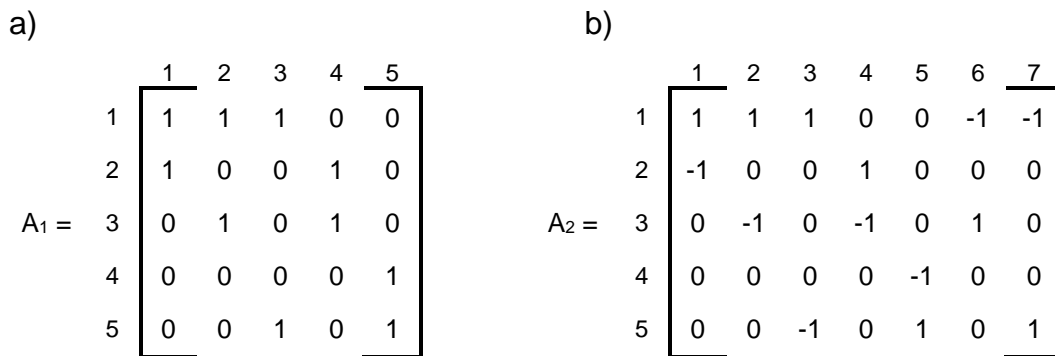 a) b)
1 2 3 4 5 1 2 3 4 5 6 7
1 1 1 1 0 0 1 1 1 1 0 0 -1 -1
2 1 0 0 1 0 2 -1 0 0 1 0 0 0
A₁ = 3 0 1 0 1 0 A₂ = 3 0 -1 0 -1 0 1 0
4 0 0 0 0 1 4 0 0 0 0 -1 0 0
5 0 0 1 0 1 5 0 0 -1 0 1 0 1